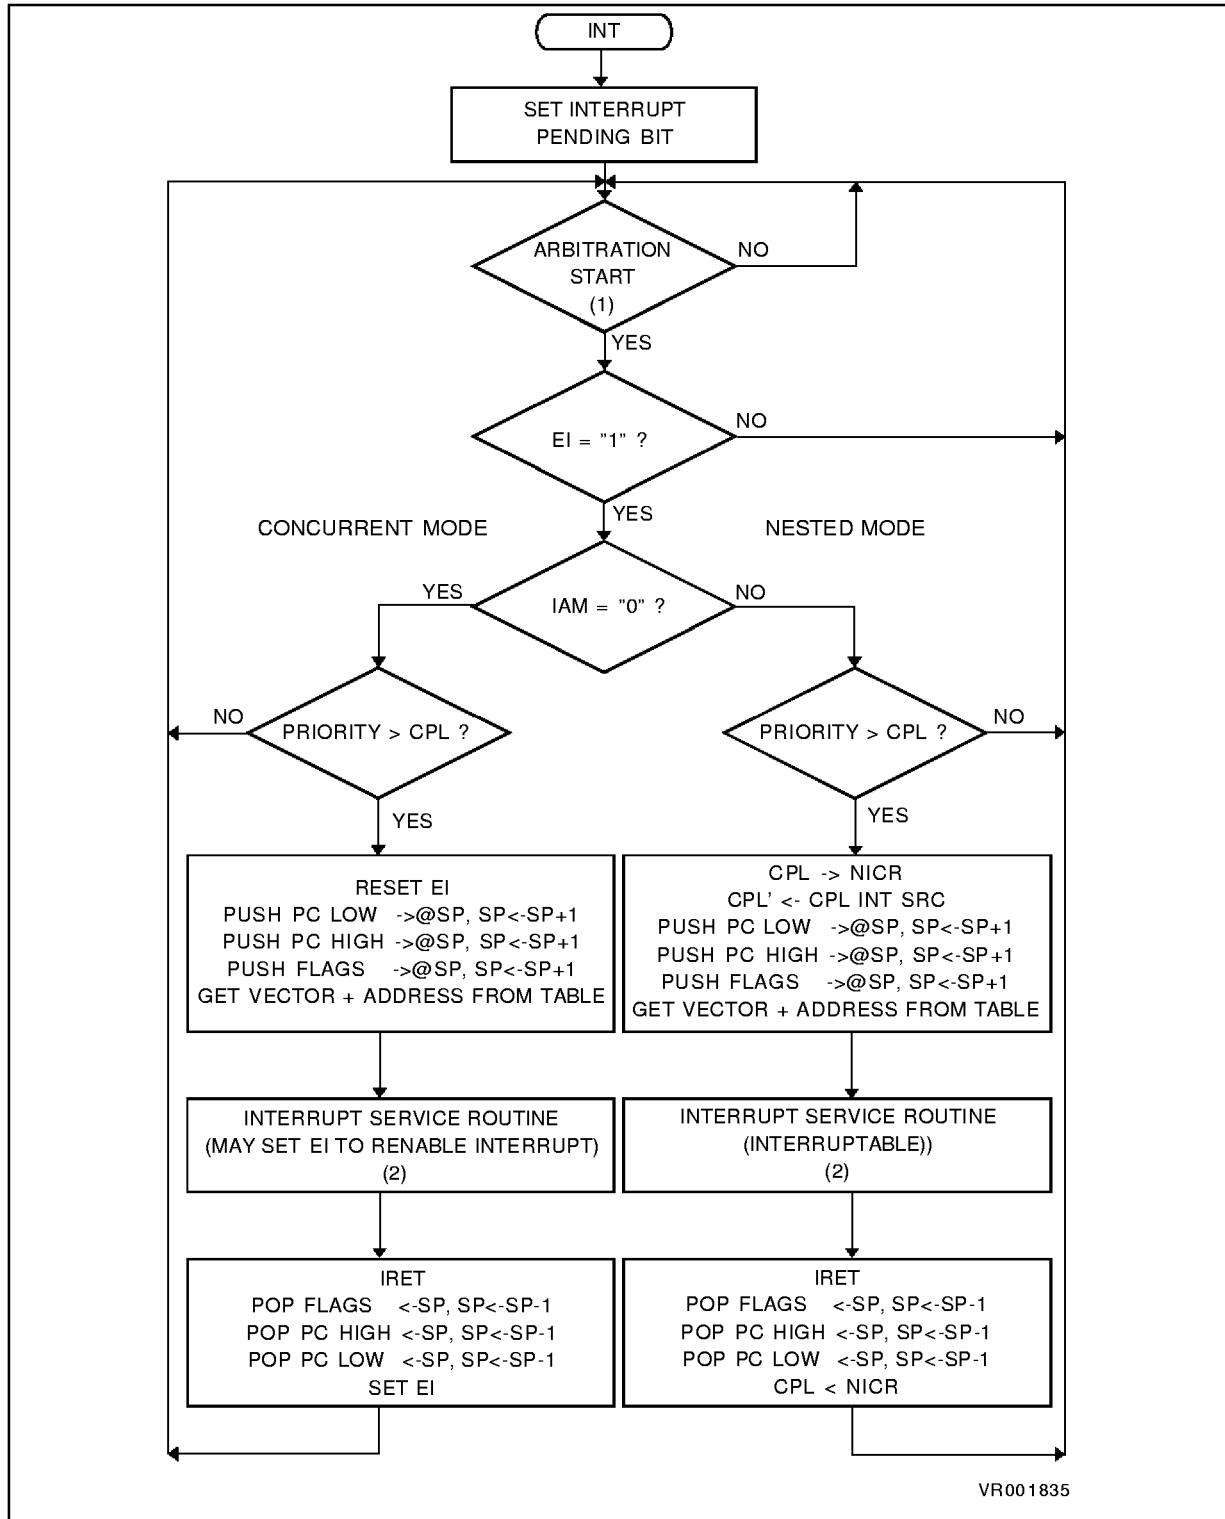 INT
SET INTERRUPT
PENDING BIT
ARBITRATION
START
(1)
NO
YES
EI = "1" ?
NO
YES
CONCURRENT MODE
NESTED MODE
IAM = "0" ?
YES
NO
PRIORITY > CPL ?
NO
YES
PRIORITY > CPL ?
NO
YES
RESET EI
PUSH PC LOW ->@SP, SP<-SP+1
PUSH PC HIGH ->@SP, SP<-SP+1
PUSH FLAGS ->@SP, SP<-SP+1
GET VECTOR + ADDRESS FROM TABLE
CPL -> NICR
CPL' <- CPL INT SRC
PUSH PC LOW ->@SP, SP<-SP+1
PUSH PC HIGH ->@SP, SP<-SP+1
PUSH FLAGS ->@SP, SP<-SP+1
GET VECTOR + ADDRESS FROM TABLE
INTERRUPT SERVICE ROUTINE
(MAY SET EI TO RENABLE INTERRUPT)
(2)
INTERRUPT SERVICE ROUTINE
(INTERRUPTABLE))
(2)
IRET
POP FLAGS <-SP, SP<-SP-1
POP PC HIGH <-SP, SP<-SP-1
POP PC LOW <-SP, SP<-SP-1
SET EI
IRET
POP FLAGS <-SP, SP<-SP-1
POP PC HIGH <-SP, SP<-SP-1
POP PC LOW <-SP, SP<-SP-1
CPL < NICR
VR001835